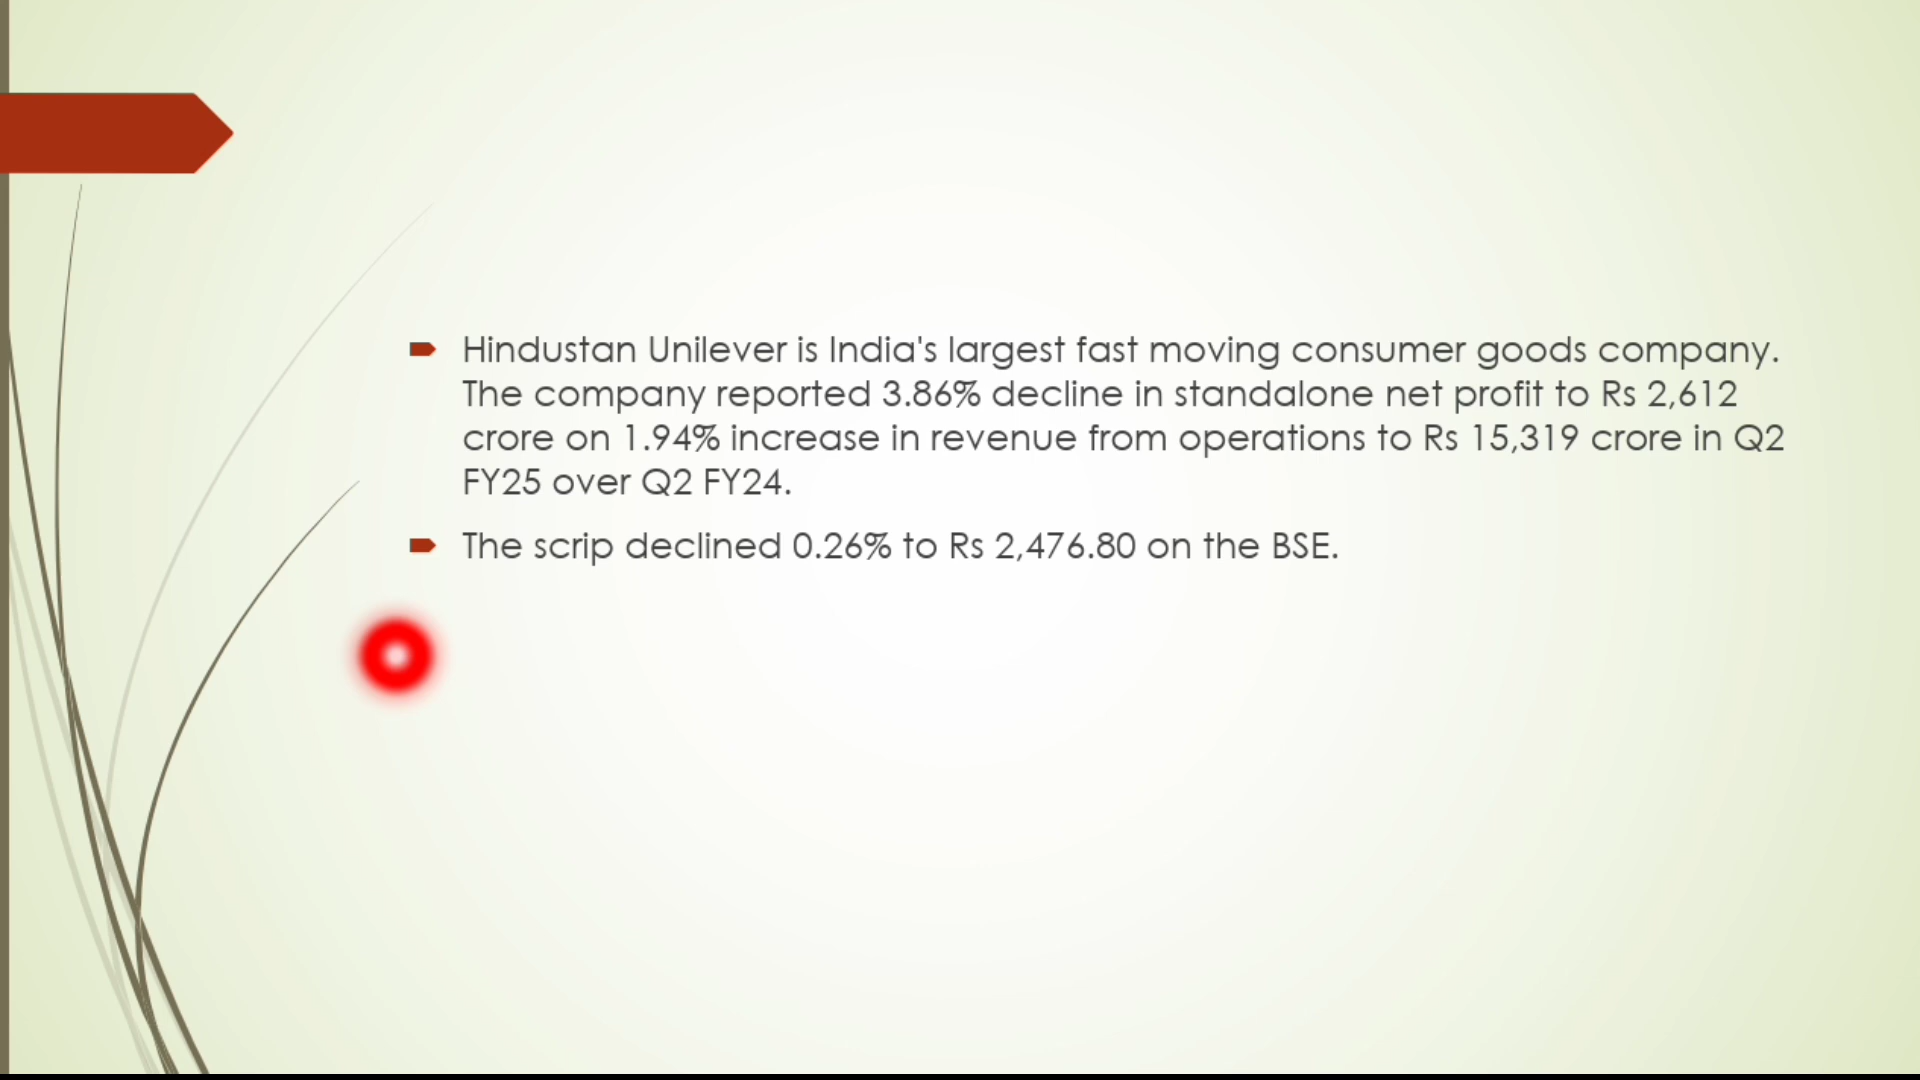 Hindustan Unilever is India's largest fast moving consumer goods company.
The company reported 3.86% decline in standalone net profit to Rs 2,612
crore on 1.94% increase in revenue from operations to Rs 15,319 crore in Q2
FY25 over Q2 FY24.
The scrip declined 0.26% to Rs 2,476.80 on the BSE.